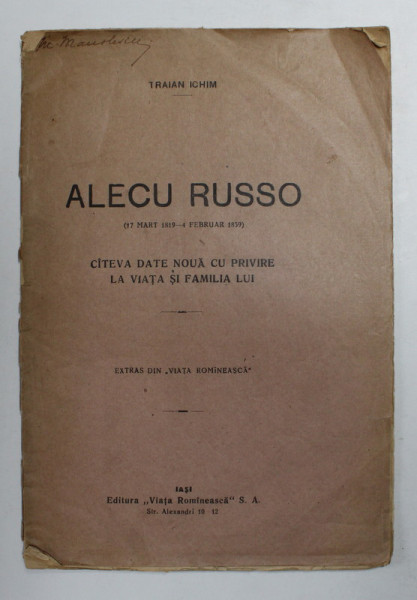 TRAIAN ICHIM
ALECU RUSSO
(17 MART 1819—4 FEBRUAR 1859)
CÎTEVA DATE NOUĂ CU PRIVIRE
LA VIAȚA ȘI FAMILIA LUI
EXTRAS DIN „VIAȚA ROMÎNEASCĂ"
IAȘI
Editura „Viața Romînească" S. A.
Str. Alexandri 10 - 12